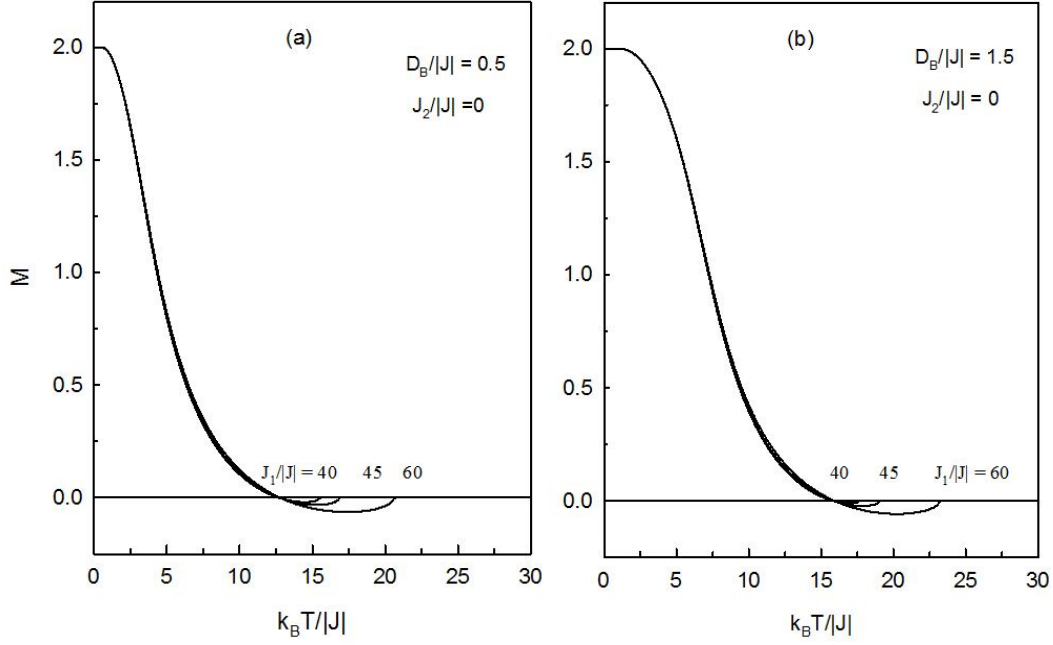 (a)
D_B/|J| = 0.5
J_2/|J| =0
2.0
1.5
1.0
0.5
0.0
M
J_1/|J| = 40 45 60
0 5 10 15 20 25 30
k_BT/|J|
(b)
D_B/|J| = 1.5
J_2/|J| = 0
2.0
1.5
1.0
0.5
0.0
40 45 J_1/|J| = 60
0 5 10 15 20 25 30
k_BT/|J|